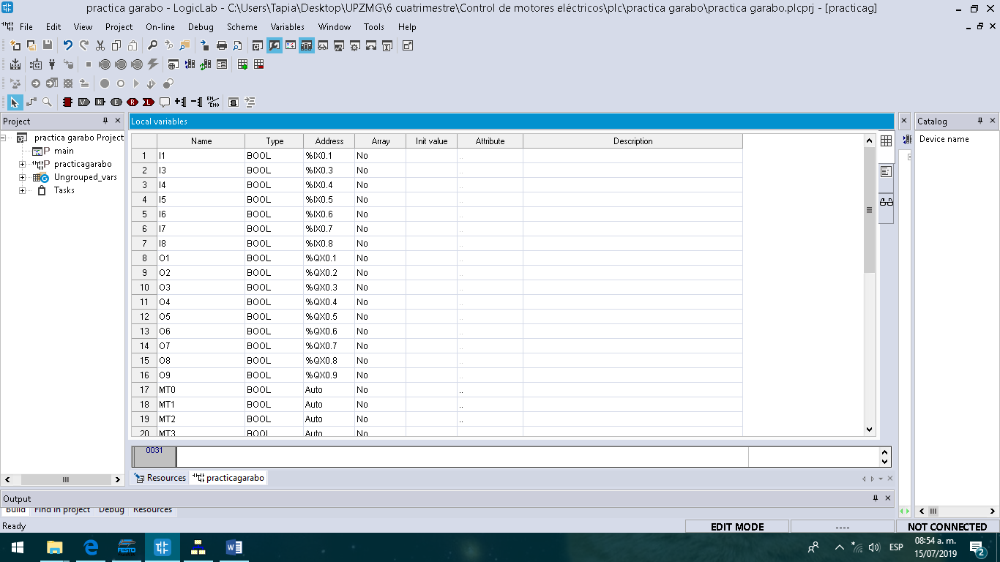 practica garabo - LogicLab - C:\Users\Tapia\Desktop\UPZMG\6 cuatrimestre\Control de motores eléctricos\plc\practica garabo\practica garabo.plcprj - [practicag]
File Edit View Project On-line Debug Scheme Variables Window Tools Help
EN/ENO
Project
practica garabo Project
main
practicagarabo
Ungrouped_vars
Tasks
Local variables
Name Type Address Array Init value Attribute Description
1 I1 BOOL %IX0.1 No ..
2 I3 BOOL %IX0.3 No ..
3 I4 BOOL %IX0.4 No ..
4 I5 BOOL %IX0.5 No ..
5 I6 BOOL %IX0.6 No ..
6 I7 BOOL %IX0.7 No ..
7 I8 BOOL %IX0.8 No ..
8 O1 BOOL %QX0.1 No ..
9 O2 BOOL %QX0.2 No ..
10 O3 BOOL %QX0.3 No ..
11 O4 BOOL %QX0.4 No ..
12 O5 BOOL %QX0.5 No ..
13 O6 BOOL %QX0.6 No ..
14 O7 BOOL %QX0.7 No ..
15 O8 BOOL %QX0.8 No ..
16 O9 BOOL %QX0.9 No ..
17 MT0 BOOL Auto No ..
18 MT1 BOOL Auto No ..
19 MT2 BOOL Auto No ..
20 MT3 BOOL Auto No
0031
Resources practicagarabo
Catalog
Device name
Output
Build Find in project Debug Resources
Ready EDIT MODE ---- NOT CONNECTED
FESTO
ESP
08:54 a. m.
15/07/2019
2